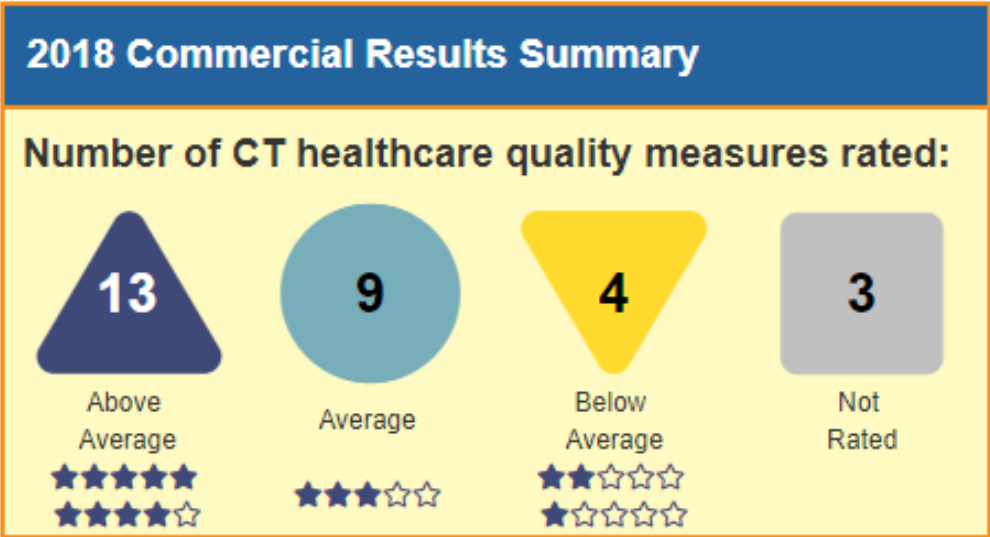 2018 Commercial Results Summary
Number of CT healthcare quality measures rated:
13
9
4
3
Above
Average
Average
Below
Average
Not
Rated